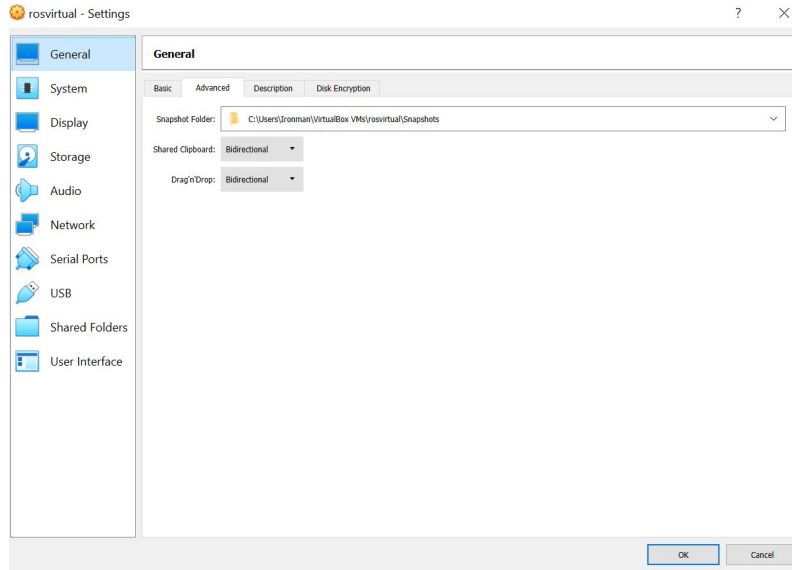 rosvirtual - Settings
?
General
System
Display
Storage
Audio
Network
Serial Ports
USB
Shared Folders
User Interface
General
Basic Advanced Description Disk Encryption
Snapshot Folder: C:\Users\Ironman\VirtualBox VMs\rosvirtual\Snapshots
Shared Clipboard: Bidirectional
Drag'n'Drop: Bidirectional
OK Cancel